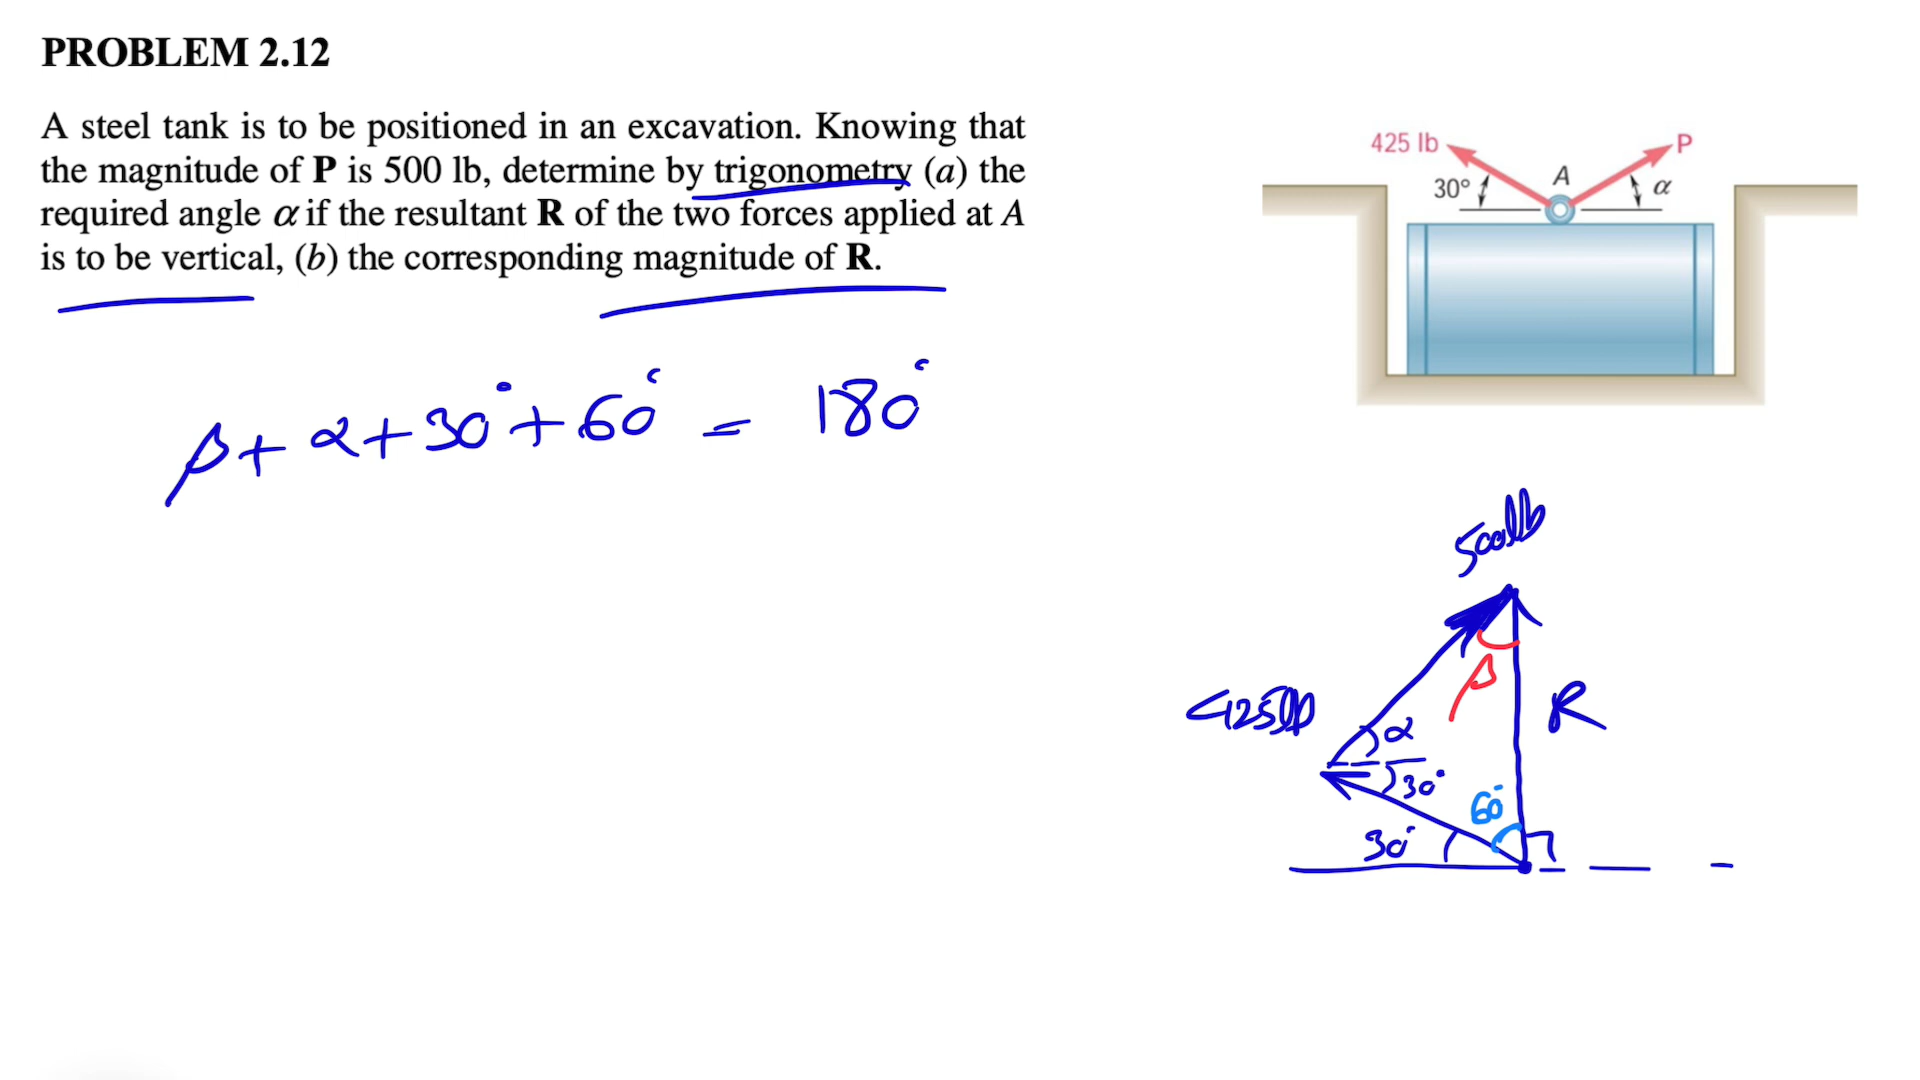 PROBLEM 2.12
A steel tank is to be positioned in an excavation. Knowing that
the magnitude of P is 500 lb, determine by trigonometry (a) the
required angle α if the resultant R of the two forces applied at A
is to be vertical, (b) the corresponding magnitude of R.
425 lb
P
A
30°
α
β + α + 30° + 60° = 180°
500lb
β
425lb
R
α
30°
60°
30°